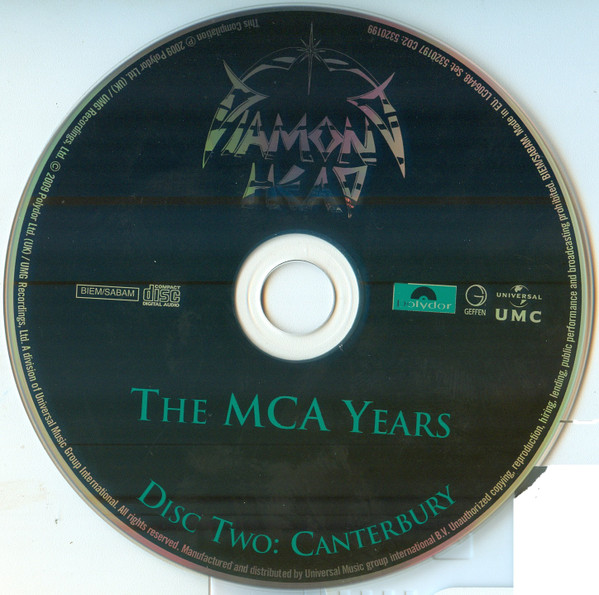 DIAMOND
HEAD
BIEM/SABAM
COMPACT
disc
DIGITAL AUDIO
Polydor
G
GEFFEN
UNIVERSAL
UMC
THE MCA YEARS
DISC TWO: CANTERBURY
This Compilation ℗ 2009 Polydor Ltd. (UK) / UMG Recordings, Ltd. © 2009 Polydor Ltd. (UK) / UMG Recordings, Ltd. A division of Universal Music Group International. All rights reserved. Manufactured and distributed by Universal Music group international B.V. Unauthorized copying, reproduction, hiring, lending, public performance and broadcasting prohibited. BIEM/SABAM. Made in EU. LC06448. Set: 5320197 CD2: 5320199